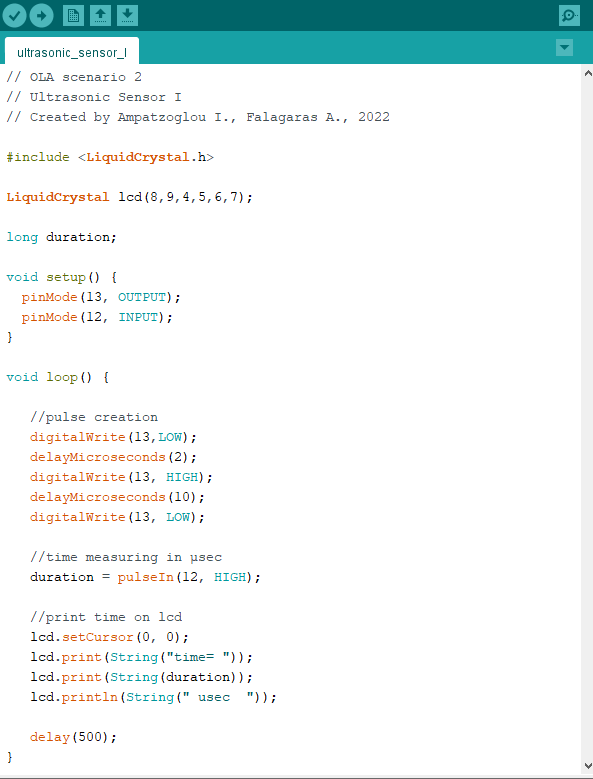 ultrasonic_sensor_I
// OLA scenario 2
// Ultrasonic Sensor I
// Created by Ampatzoglou I., Falagaras A., 2022
#include <LiquidCrystal.h>
LiquidCrystal lcd(8,9,4,5,6,7);
long duration;
void setup() {
pinMode(13, OUTPUT);
pinMode(12, INPUT);
}
void loop() {
//pulse creation
digitalWrite(13,LOW);
delayMicroseconds(2);
digitalWrite(13, HIGH);
delayMicroseconds(10);
digitalWrite(13, LOW);
//time measuring in μsec
duration = pulseIn(12, HIGH);
//print time on lcd
lcd.setCursor(0, 0);
lcd.print(String("time= "));
lcd.print(String(duration));
lcd.println(String(" usec  "));
delay(500);
}